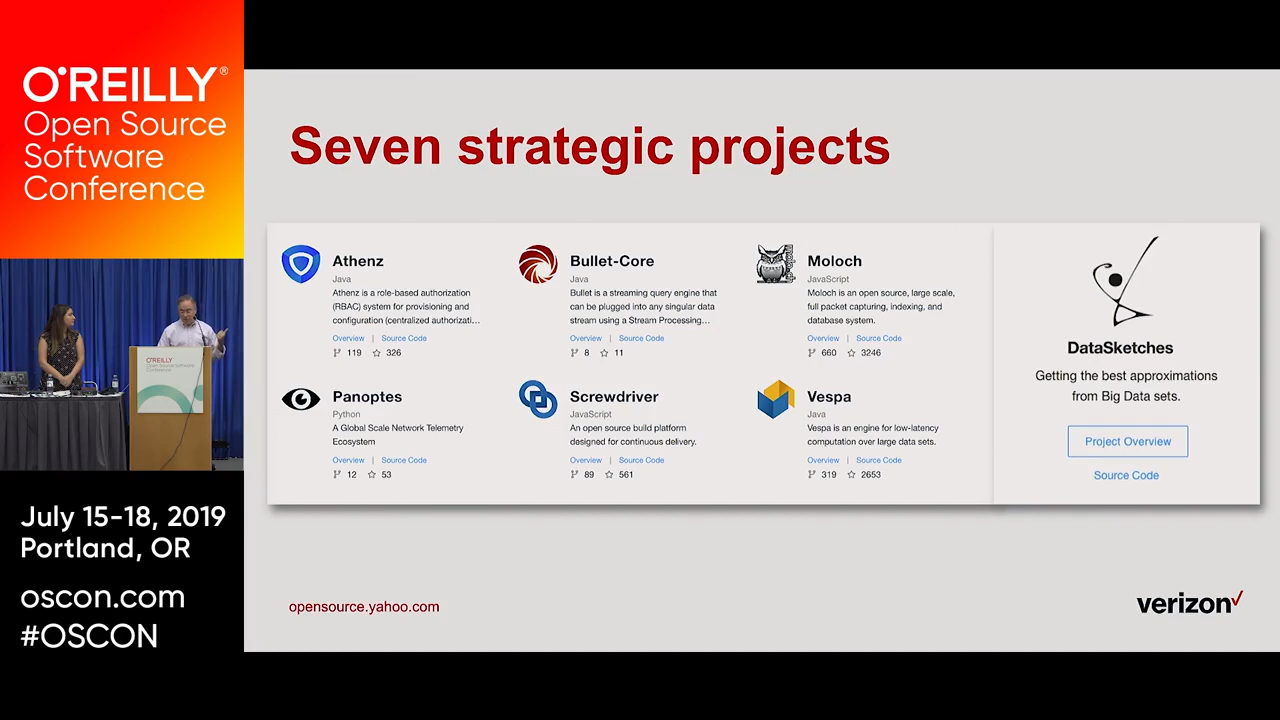 O'REILLY®
Open Source
Software
Conference
O'REILLY
Open Source Software
Conference
July 15-18, 2019
Portland, OR
oscon.com
#OSCON
Seven strategic projects
Athenz
Java
Athenz is a role-based authorization
(RBAC) system for provisioning and
configuration (centralized authorizati...
Overview | Source Code
119 326
Bullet-Core
Java
Bullet is a streaming query engine that
can be plugged into any singular data
stream using a Stream Processing...
Overview | Source Code
8 11
Moloch
JavaScript
Moloch is an open source, large scale,
full packet capturing, indexing, and
database system.
Overview | Source Code
660 3246
Panoptes
Python
A Global Scale Network Telemetry
Ecosystem
Overview | Source Code
12 53
Screwdriver
JavaScript
An open source build platform
designed for continuous delivery.
Overview | Source Code
89 561
Vespa
Java
Vespa is an engine for low-latency
computation over large data sets.
Overview | Source Code
319 2653
DataSketches
Getting the best approximations
from Big Data sets.
Project Overview
Source Code
opensource.yahoo.com
verizon✓